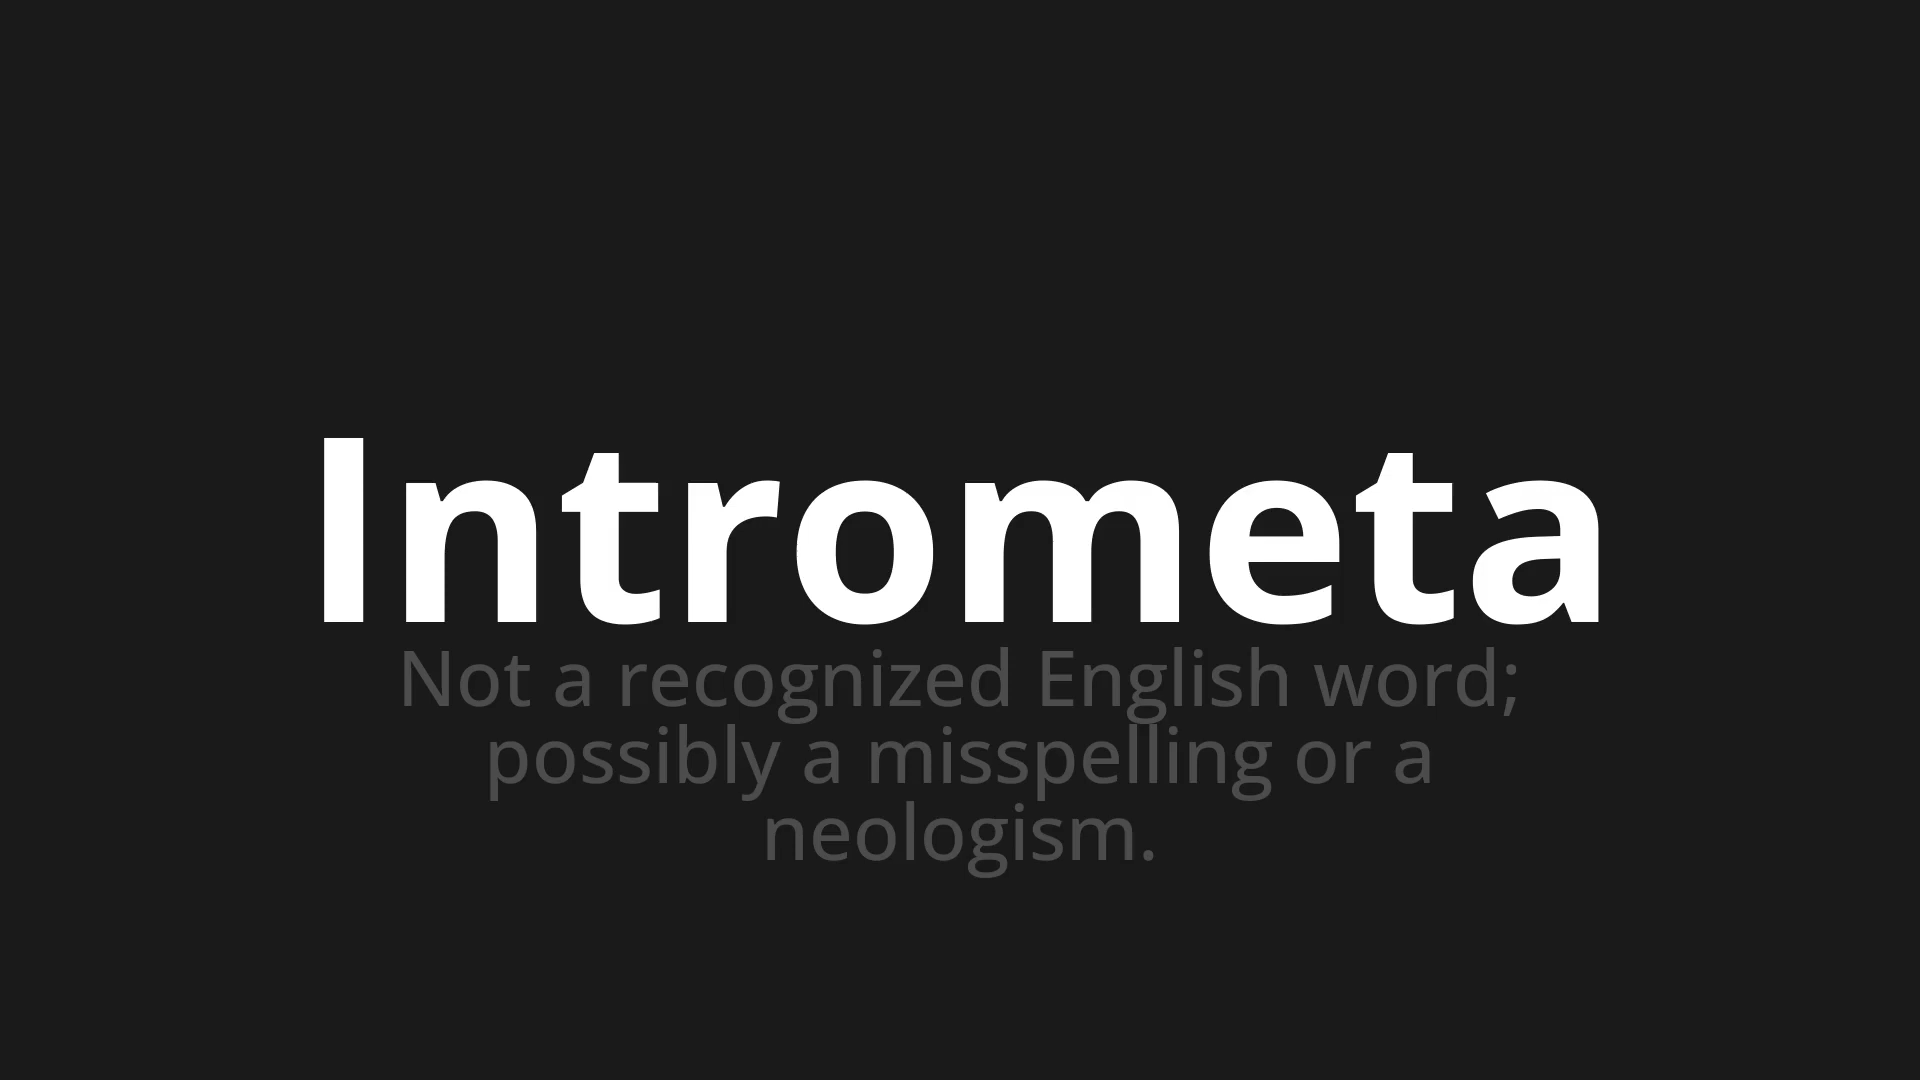 Intrometa
Not a recognized English word;
possibly a misspelling or a
neologism.